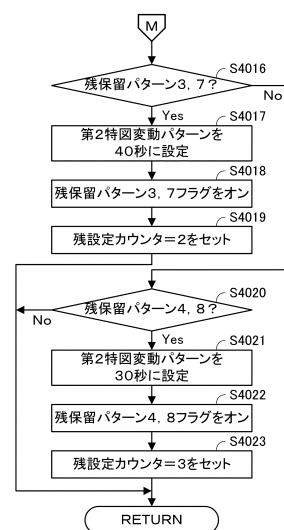 M
S4016
残保留パターン3，7？
No
Yes
S4017
第2特図変動パターンを
40秒に設定
S4018
残保留パターン3，7フラグをオン
S4019
残設定カウンタ＝2をセット
S4020
残保留パターン4，8？
No
Yes
S4021
第2特図変動パターンを
30秒に設定
S4022
残保留パターン4，8フラグをオン
S4023
残設定カウンタ＝3をセット
RETURN